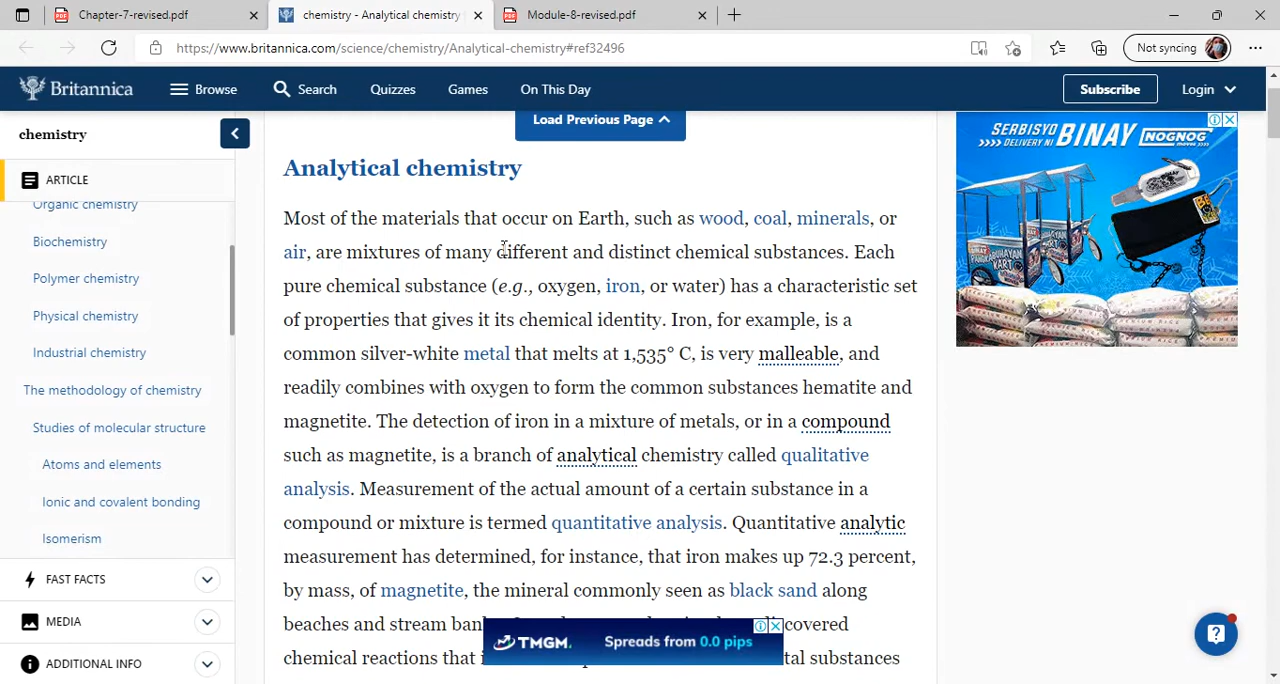 Chapter-7-revised.pdf
chemistry - Analytical chemistry
Module-8-revised.pdf
https://www.britannica.com/science/chemistry/Analytical-chemistry#ref32496
Not syncing
Britannica
Browse
Search
Quizzes
Games
On This Day
Subscribe
Login
chemistry
ARTICLE
Organic chemistry
Biochemistry
Polymer chemistry
Physical chemistry
Industrial chemistry
The methodology of chemistry
Studies of molecular structure
Atoms and elements
Ionic and covalent bonding
Isomerism
FAST FACTS
MEDIA
ADDITIONAL INFO
Load Previous Page
Analytical chemistry
Most of the materials that occur on Earth, such as wood, coal, minerals, or
air, are mixtures of many different and distinct chemical substances. Each
pure chemical substance (e.g., oxygen, iron, or water) has a characteristic set
of properties that gives it its chemical identity. Iron, for example, is a
common silver-white metal that melts at 1,535° C, is very malleable, and
readily combines with oxygen to form the common substances hematite and
magnetite. The detection of iron in a mixture of metals, or in a compound
such as magnetite, is a branch of analytical chemistry called qualitative
analysis. Measurement of the actual amount of a certain substance in a
compound or mixture is termed quantitative analysis. Quantitative analytic
measurement has determined, for instance, that iron makes up 72.3 percent,
by mass, of magnetite, the mineral commonly seen as black sand along
beaches and stream covered
chemical reactions that substances
TMGM. Spreads from 0.0 pips
SERBISYO BINAY NOGNOG
DELIVERY NI